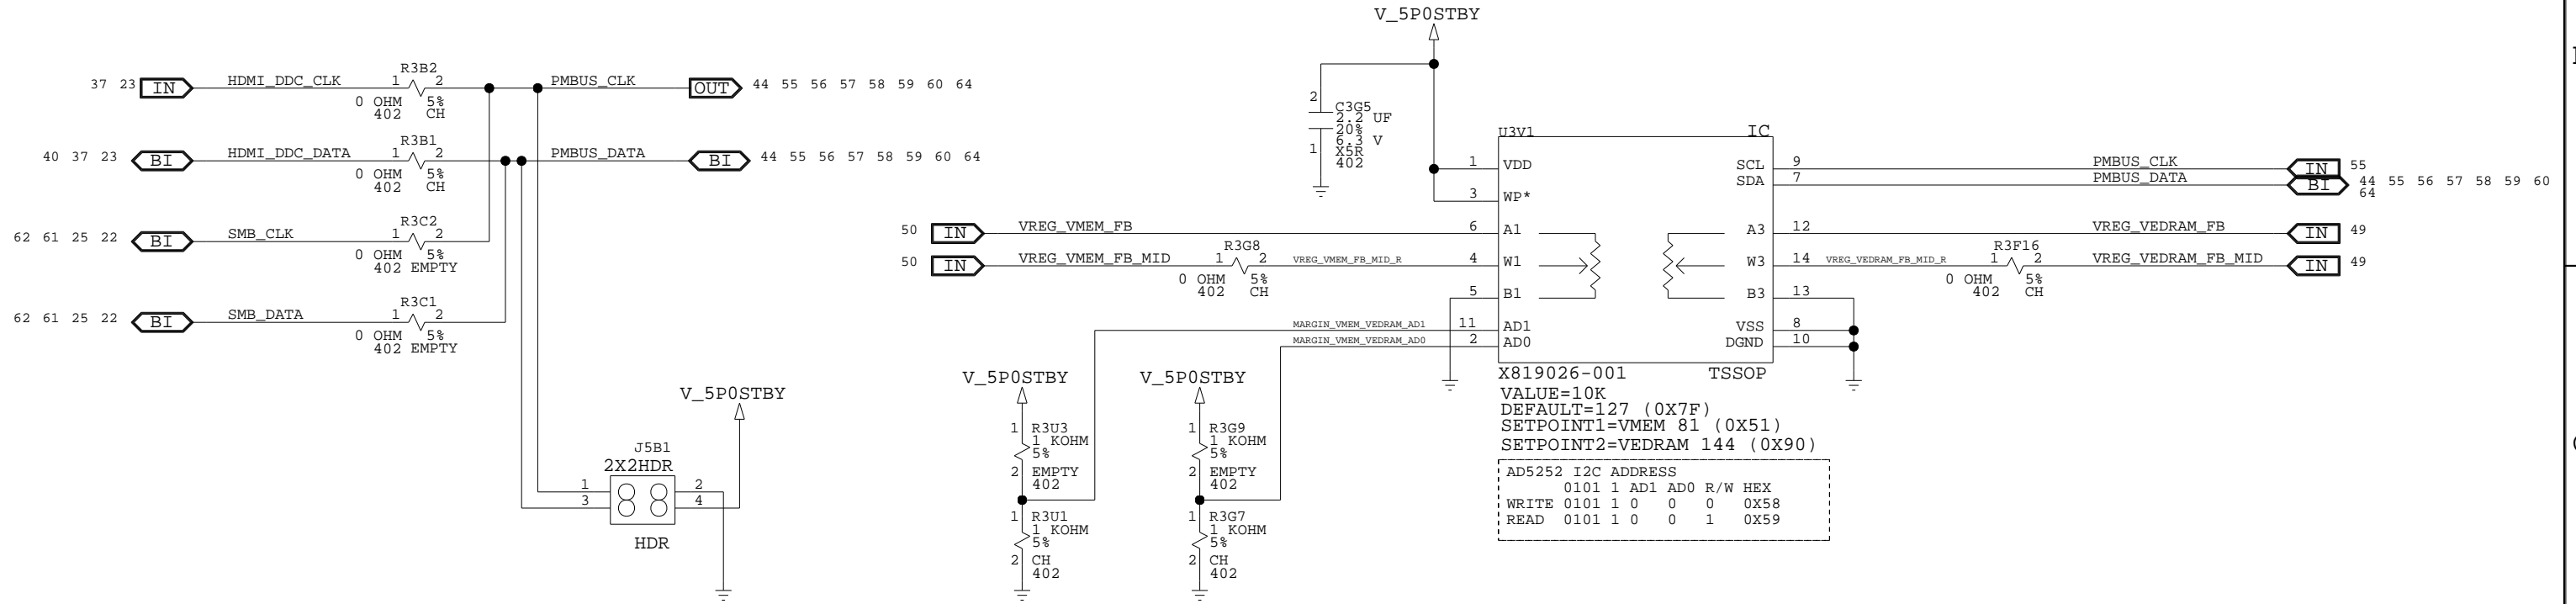 V_5P0STBY
37 23 IN HDMI_DDC_CLK 1 R3B2 2 PMBUS_CLK OUT 44 55 56 57 58 59 60 64
0 OHM 5%
402 CH
40 37 23 BI HDMI_DDC_DATA 1 R3B1 2 PMBUS_DATA BI 44 55 56 57 58 59 60 64
0 OHM 5%
402 CH
62 61 25 22 BI SMB_CLK 1 R3C2 2
0 OHM 5%
402 EMPTY
62 61 25 22 BI SMB_DATA 1 R3C1 2
0 OHM 5%
402 EMPTY
V_5P0STBY
J5B1
2X2HDR
1 2
3 4
HDR
2 C3G5
2.2 UF
20%
6.3 V
1 X5R
402
U3V1 IC
1 VDD SCL 9 PMBUS_CLK IN 55
SDA 7 PMBUS_DATA BI 44 55 56 57 58 59 60
64
3 WP*
50 IN VREG_VMEM_FB 6 A1 A3 12 VREG_VEDRAM_FB IN 49
50 IN VREG_VMEM_FB_MID 1 R3G8 2 VREG_VMEM_FB_MID_R 4 W1 W3 14 VREG_VEDRAM_FB_MID_R 1 R3F16 2 VREG_VEDRAM_FB_MID IN 49
0 OHM 5%
402 CH
0 OHM 5%
402 CH
5 B1 B3 13
MARGIN_VMEM_VEDRAM_AD1 11 AD1 VSS 8
MARGIN_VMEM_VEDRAM_AD0 2 AD0 DGND 10
X819026-001 TSSOP
VALUE=10K
DEFAULT=127 (0X7F)
SETPOINT1=VMEM 81 (0X51)
SETPOINT2=VEDRAM 144 (0X90)
AD5252 I2C ADDRESS
0101 1 AD1 AD0 R/W HEX
WRITE 0101 1 0 0 0 0X58
READ 0101 1 0 0 1 0X59
V_5P0STBY
1 R3U3
1 KOHM
5%
2 EMPTY
402
1 R3U1
1 KOHM
5%
2 CH
402
V_5P0STBY
1 R3G9
1 KOHM
5%
2 EMPTY
402
1 R3G7
1 KOHM
5%
2 CH
402